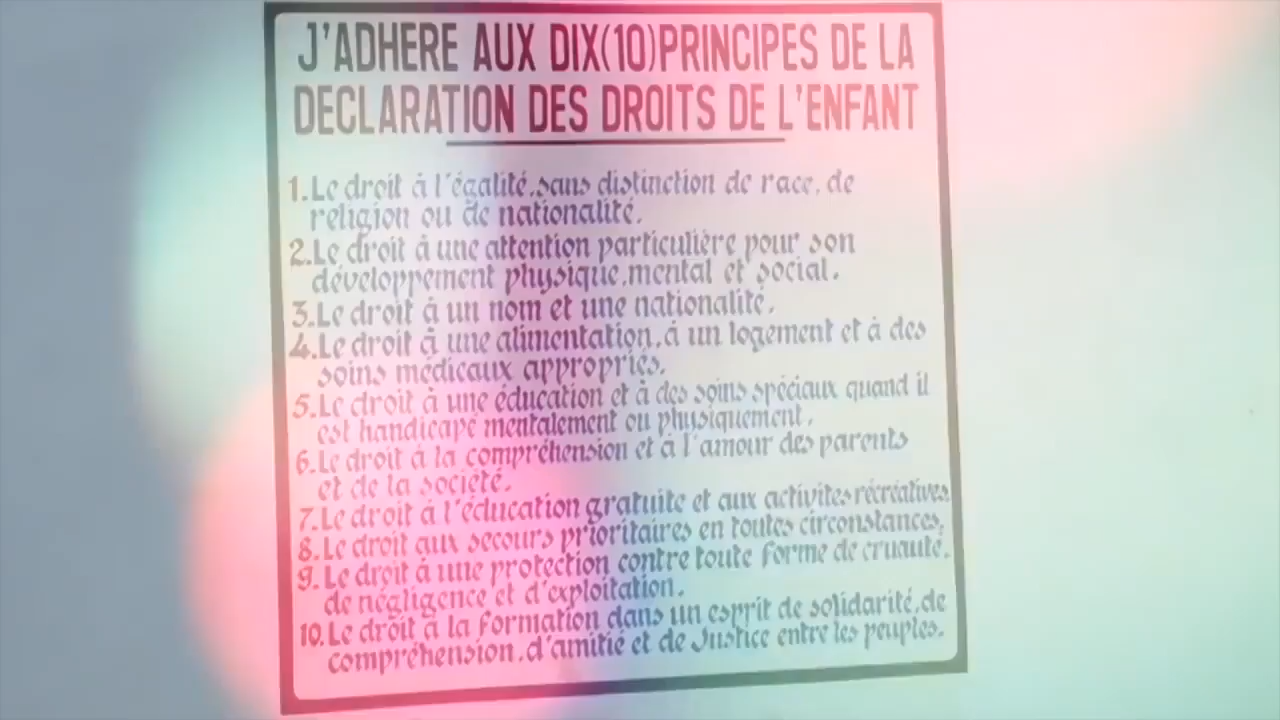 J'ADHERE AUX DIX(10)PRINCIPES DE LA
DECLARATION DES DROITS DE L'ENFANT
1.Le droit à l'égalité.sans distinction de race, de
religion ou de nationalité.
2.Le droit à une attention particulière pour son
développement physique,mental et social.
3.Le droit à un nom et une nationalité.
4.Le droit à une alimentation,à un logement et à des
soins médicaux appropriés.
5.Le droit à une éducation et à des soins spéciaux quand il
est handicapé mentalement ou physiquement.
6.Le droit à la compréhension et à l'amour des parents
et de la société.
7.Le droit à l'éducation gratuite et aux activites récréatives.
8.Le droit aux secours prioritaires en toutes circonstances.
9.Le droit à une protection contre toute forme de cruauté.
de négligence et d'exploitation.
10.Le droit à la formation dans un esprit de solidarité,de
compréhension,d'amitié et de Justice entre les peuples.